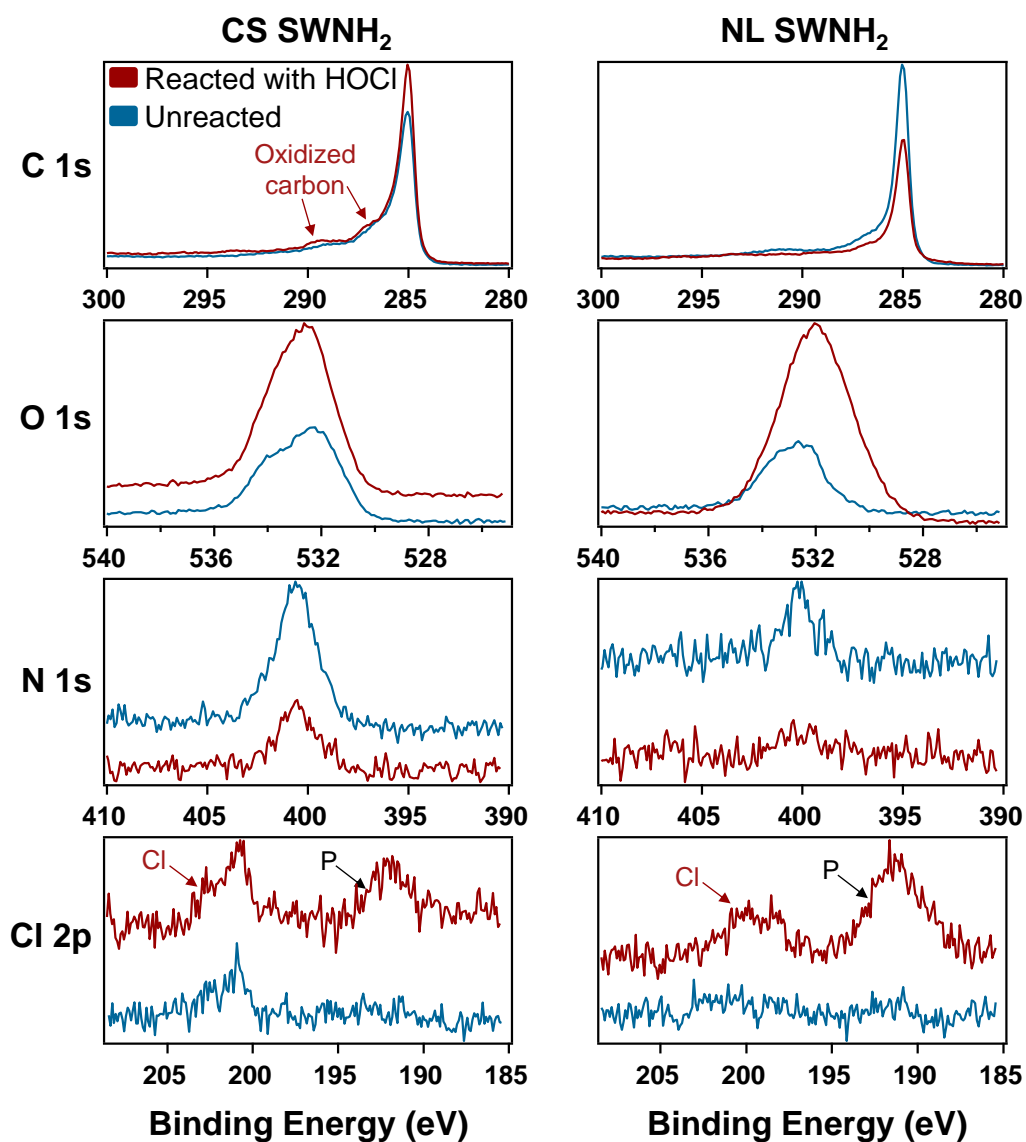 CS SWNH₂ NL SWNH₂
Reacted with HOCl
Unreacted
Oxidized
carbon
C 1s
300 295 290 285 280 300 295 290 285 280
O 1s
540 536 532 528 540 536 532 528
N 1s
410 405 400 395 390 410 405 400 395 390
Cl P Cl P
Cl 2p
205 200 195 190 185 205 200 195 190 185
Binding Energy (eV) Binding Energy (eV)